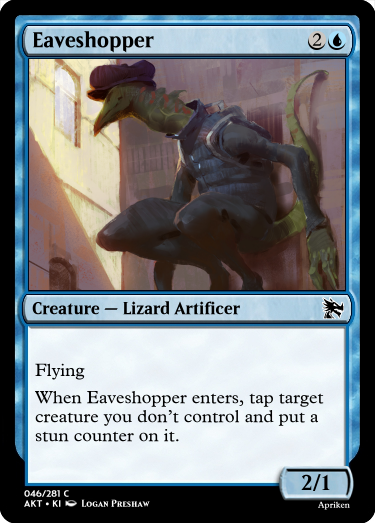 Eaveshopper 2
Creature — Lizard Artificer
Flying
When Eaveshopper enters, tap target
creature you don't control and put a
stun counter on it.
2/1
046/281 C
AKT • KI Logan Preshaw
Apriken